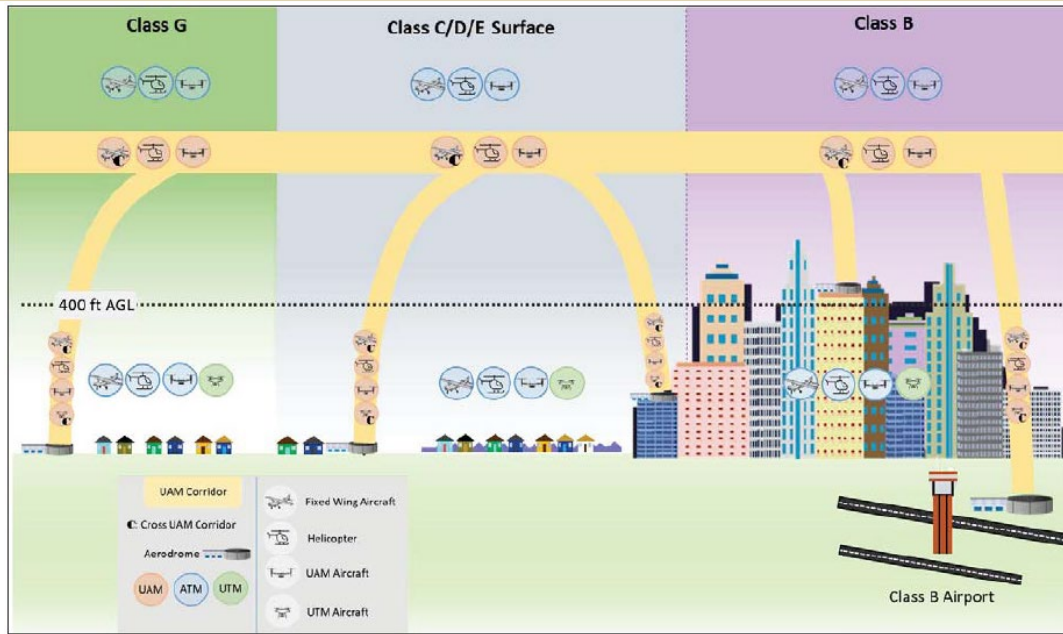 Class G
Class C/D/E Surface
Class B
400 ft AGL
UAM Corridor
C Cross UAM Corridor
Aerodrome
UAM ATM UTM
Fixed Wing Aircraft
Helicopter
UAM Aircraft
UTM Aircraft
Class B Airport